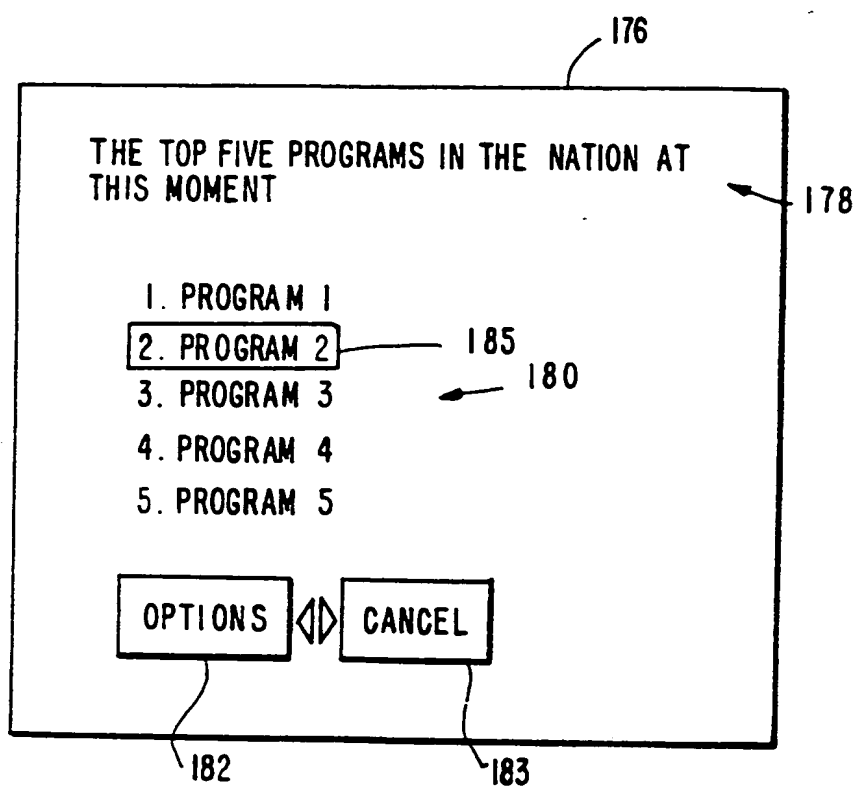 176
THE TOP FIVE PROGRAMS IN THE NATION AT
THIS MOMENT
178
1. PROGRAM 1
2. PROGRAM 2
185
3. PROGRAM 3
180
4. PROGRAM 4
5. PROGRAM 5
OPTIONS
CANCEL
182
183